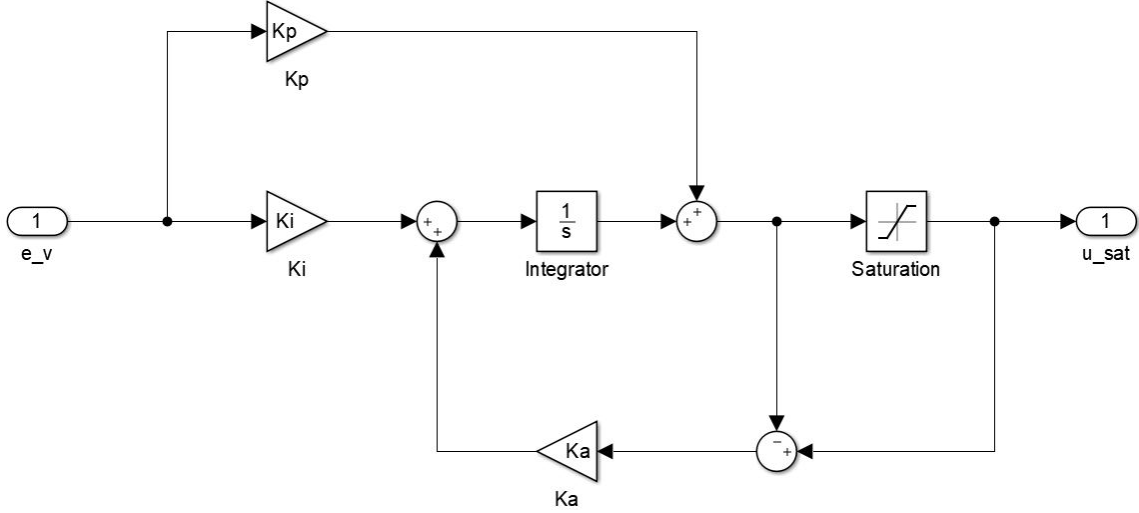 Kp
Kp
1
e_v
Ki
Ki
+
+
1
s
Integrator
+
+
Saturation
1
u_sat
Ka
Ka
−
+